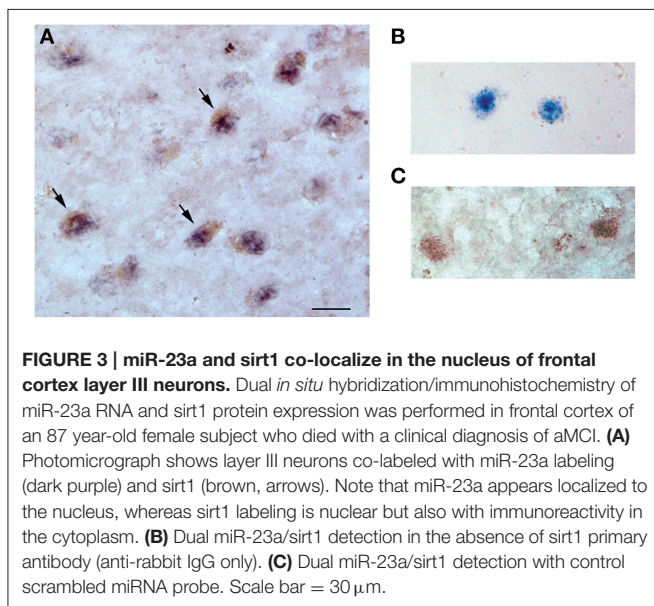 A
B
C
FIGURE 3 | miR-23a and sirt1 co-localize in the nucleus of frontal
cortex layer III neurons. Dual in situ hybridization/immunohistochemistry of
miR-23a RNA and sirt1 protein expression was performed in frontal cortex of
an 87 year-old female subject who died with a clinical diagnosis of aMCI. (A)
Photomicrograph shows layer III neurons co-labeled with miR-23a labeling
(dark purple) and sirt1 (brown, arrows). Note that miR-23a appears localized to
the nucleus, whereas sirt1 labeling is nuclear but also with immunoreactivity in
the cytoplasm. (B) Dual miR-23a/sirt1 detection in the absence of sirt1 primary
antibody (anti-rabbit IgG only). (C) Dual miR-23a/sirt1 detection with control
scrambled miRNA probe. Scale bar = 30 μm.